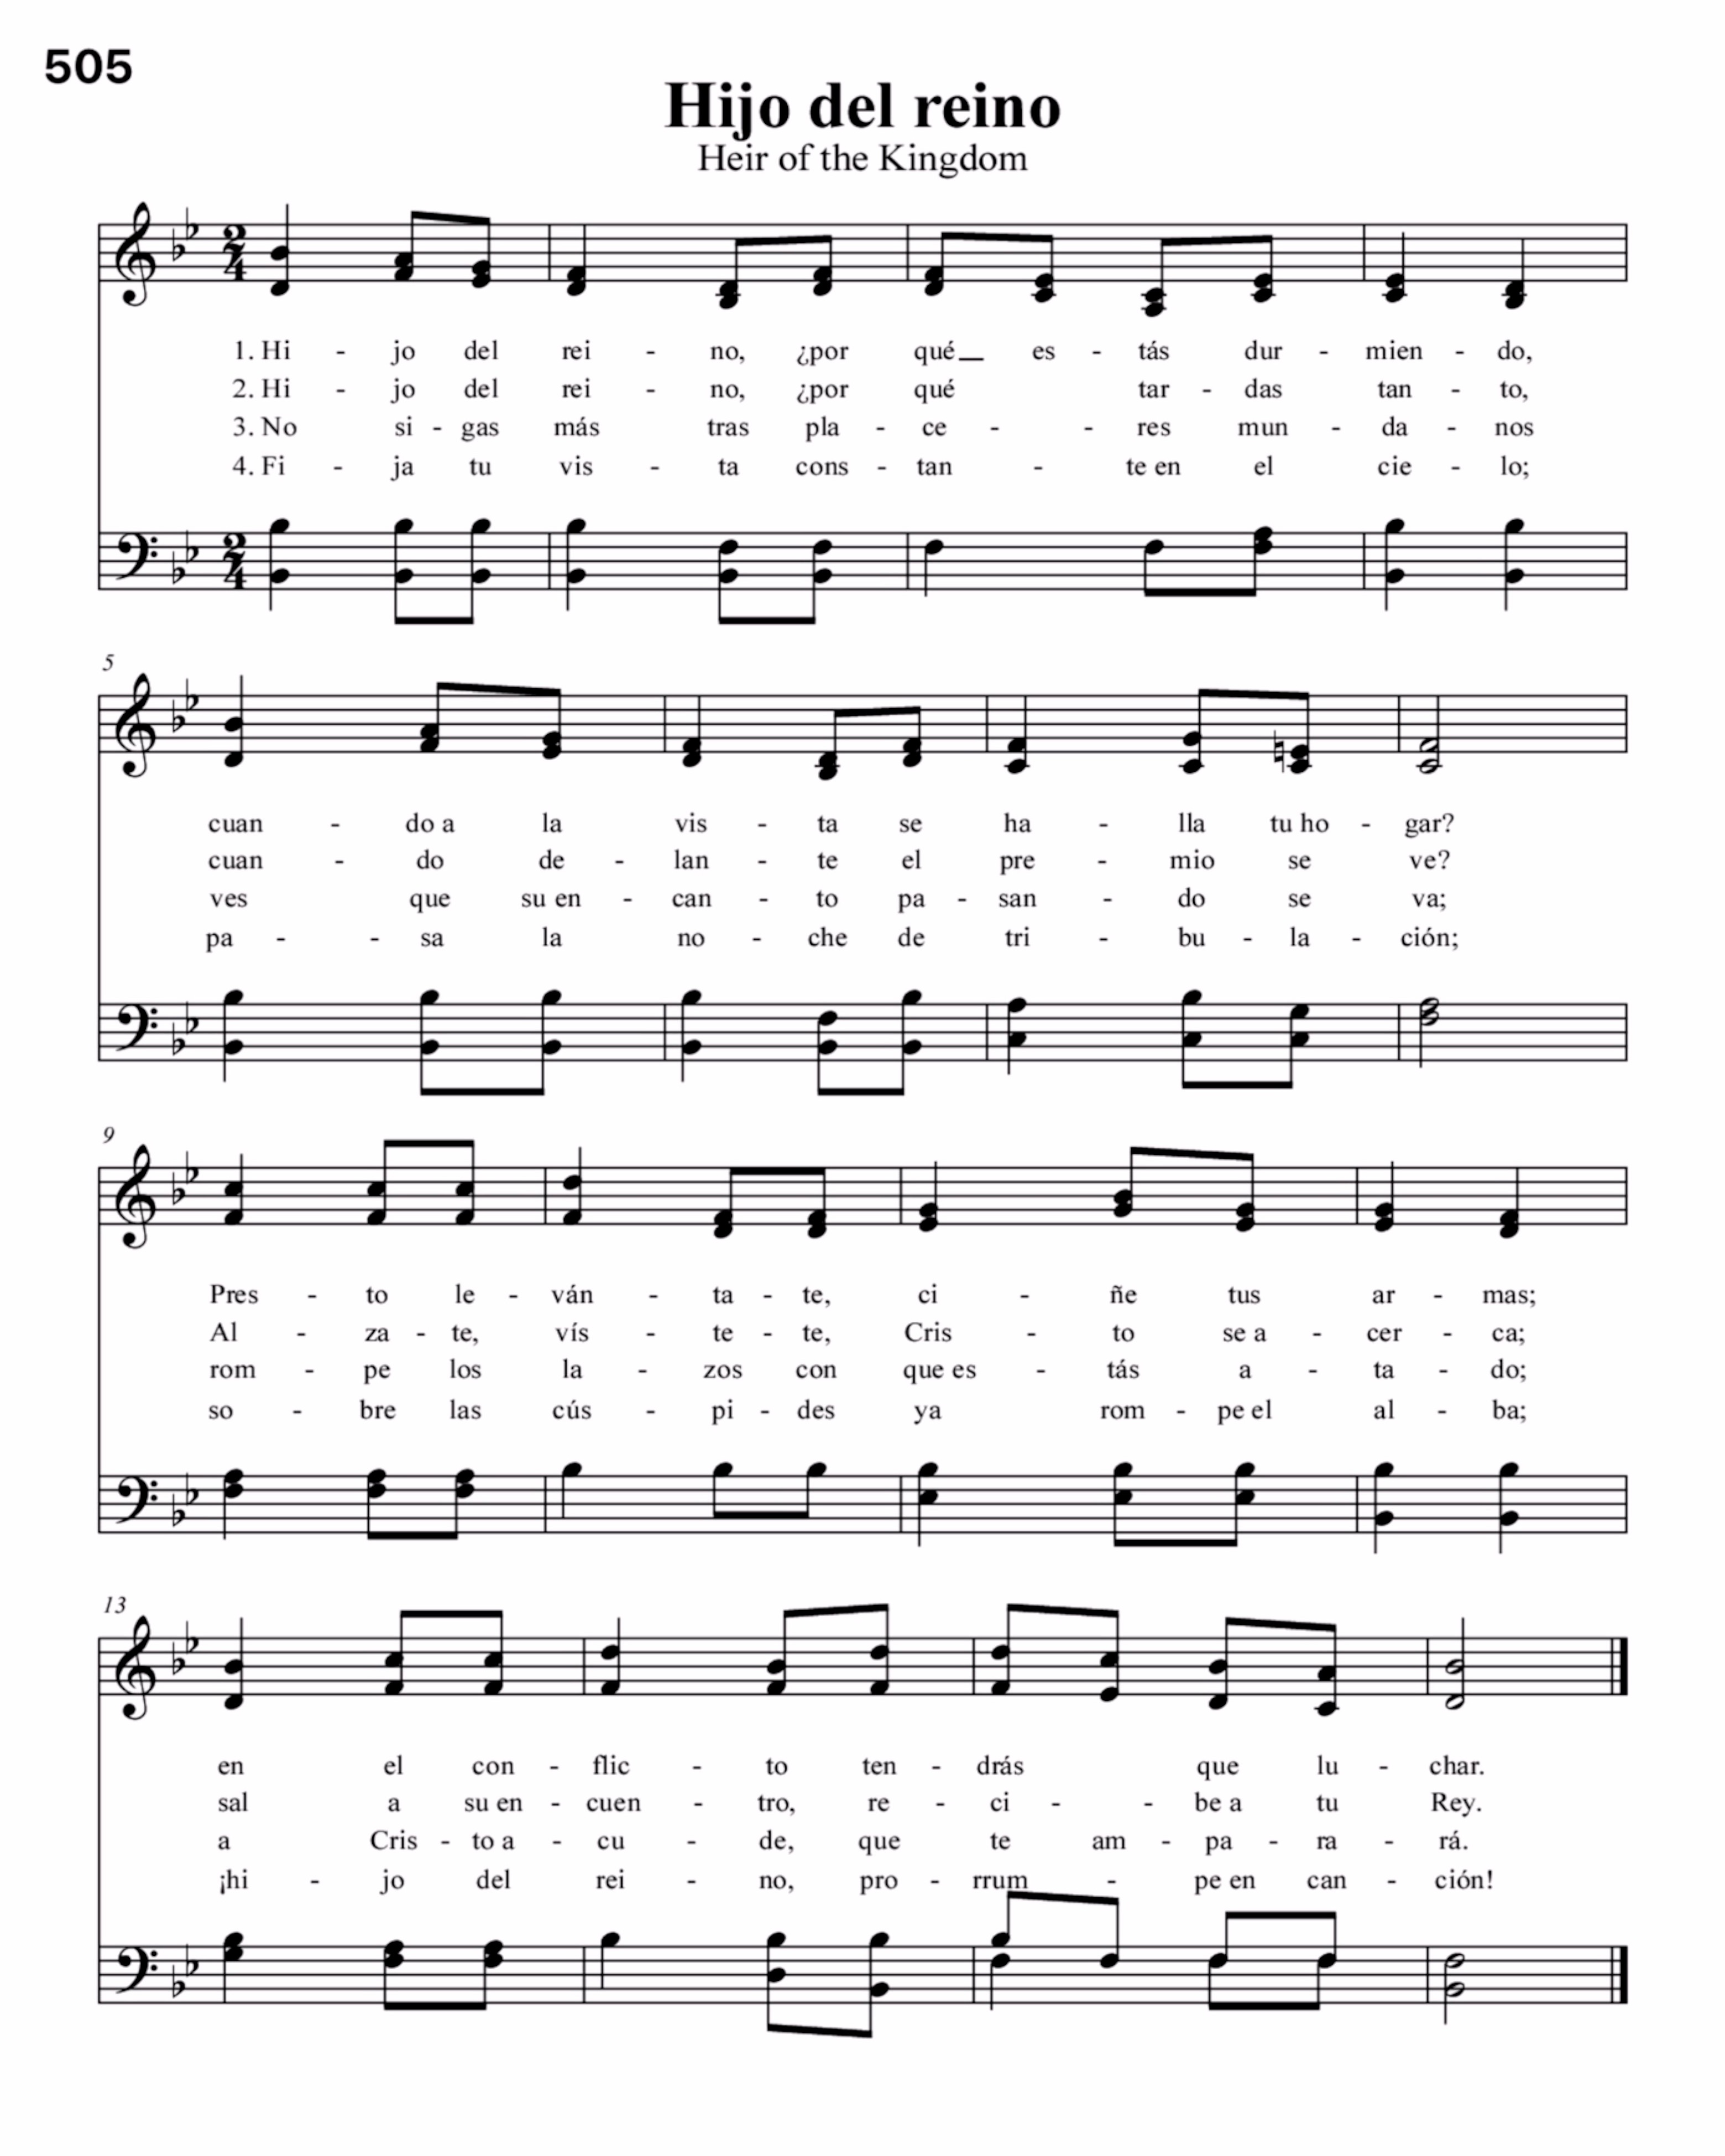 505
Hijo del reino
Heir of the Kingdom
2 4
1. Hi - jo del rei - no, ¿por qué es - tás dur - mien - do,
2. Hi - jo del rei - no, ¿por qué tar - das tan - to,
3. No si - gas más tras pla - ce - - res mun - da - nos
4. Fi - ja tu vis - ta cons - tan - te en el cie - lo;
2 4
5
cuan - do a la vis - ta se ha - lla tu ho - gar?
cuan - do de - lan - te el pre - mio se ve?
ves que su en - can - to pa - san - do se va;
pa - - sa la no - che de tri - bu - la - ción;
9
Pres - to le - ván - ta - te, ci - ñe tus ar - mas;
Al - za - te, vís - te - te, Cris - to se a - cer - ca;
rom - pe los la - zos con que es - tás a - ta - do;
so - bre las cús - pi - des ya rom - pe el al - ba;
13
en el con - flic - to ten - drás que lu - char.
sal a su en - cuen - tro, re - ci - - be a tu Rey.
a Cris - to a - cu - de, que te am - pa - ra - rá.
¡hi - jo del rei - no, pro - rrum - pe en can - ción!